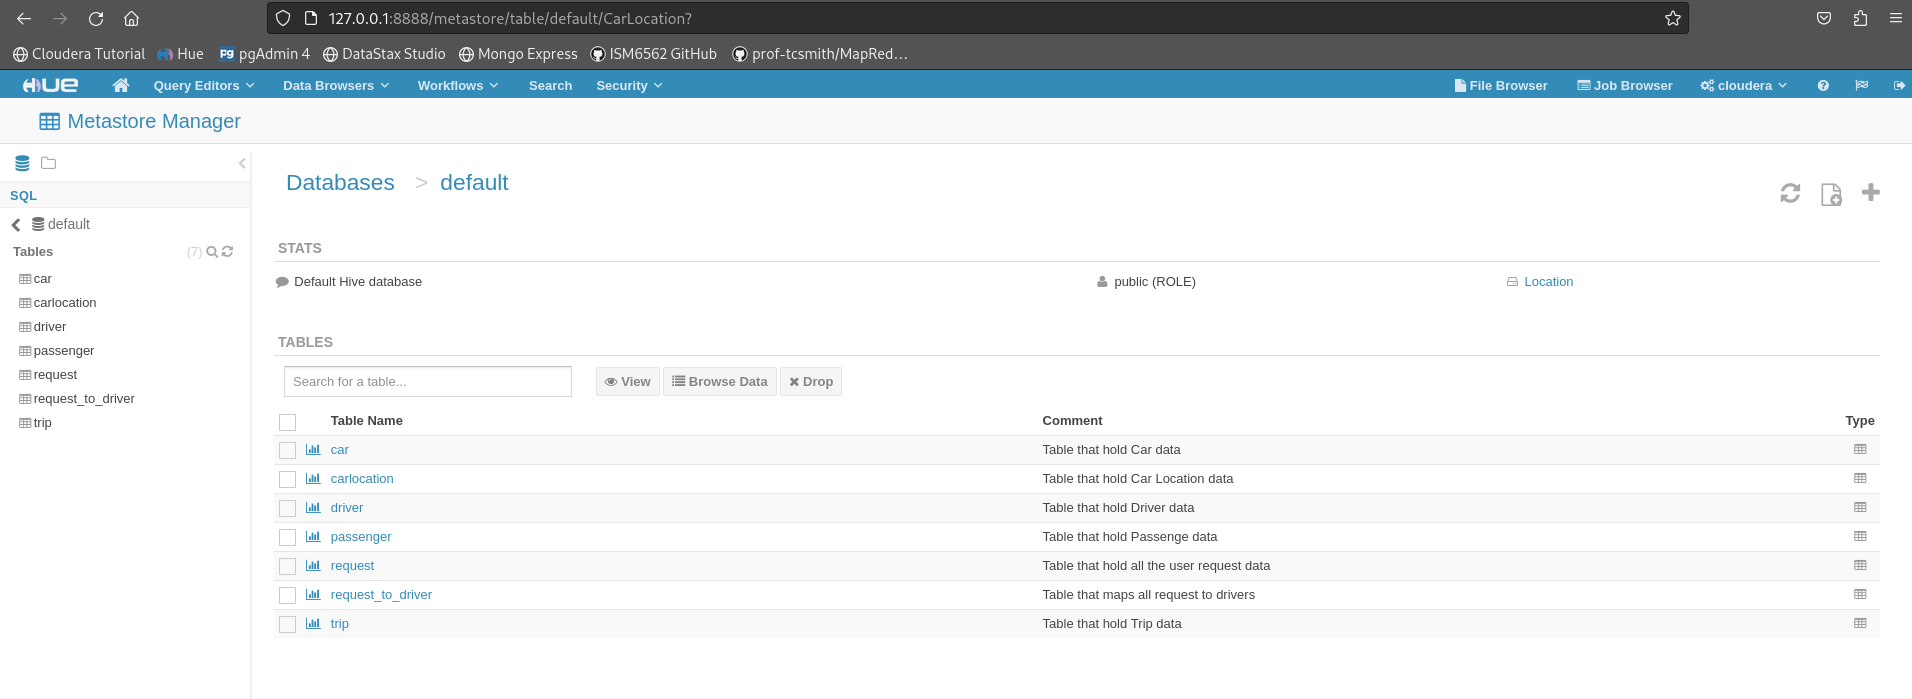 127.0.0.1:8888/metastore/table/default/CarLocation?
Cloudera Tutorial Hue pgAdmin 4 DataStax Studio Mongo Express ISM6562 GitHub prof-tcsmith/MapRed...
HUE Query Editors Data Browsers Workflows Search Security File Browser Job Browser cloudera
Metastore Manager
SQL
default
Tables (7)
car
carlocation
driver
passenger
request
request_to_driver
trip
Databases > default
STATS
Default Hive database public (ROLE) Location
TABLES
Search for a table... View Browse Data Drop
Table Name Comment Type
car Table that hold Car data
carlocation Table that hold Car Location data
driver Table that hold Driver data
passenger Table that hold Passenge data
request Table that hold all the user request data
request_to_driver Table that maps all request to drivers
trip Table that hold Trip data